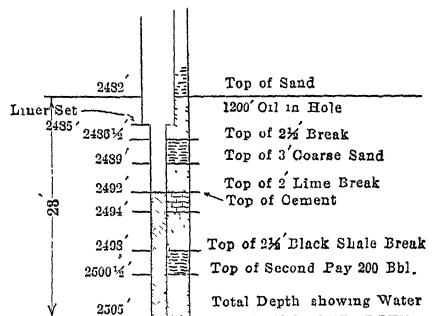 2482' Top of Sand
1200' Oil in Hole
Liner Set
2485'
2486½' Top of 2½' Break
2489' Top of 3' Coarse Sand
2492' Top of 2' Lime Break
Top of Cement
2494'
28'
2498' Top of 2½' Black Shale Break
2500½' Top of Second Pay 200 Bbl.
2505' Total Depth showing Water